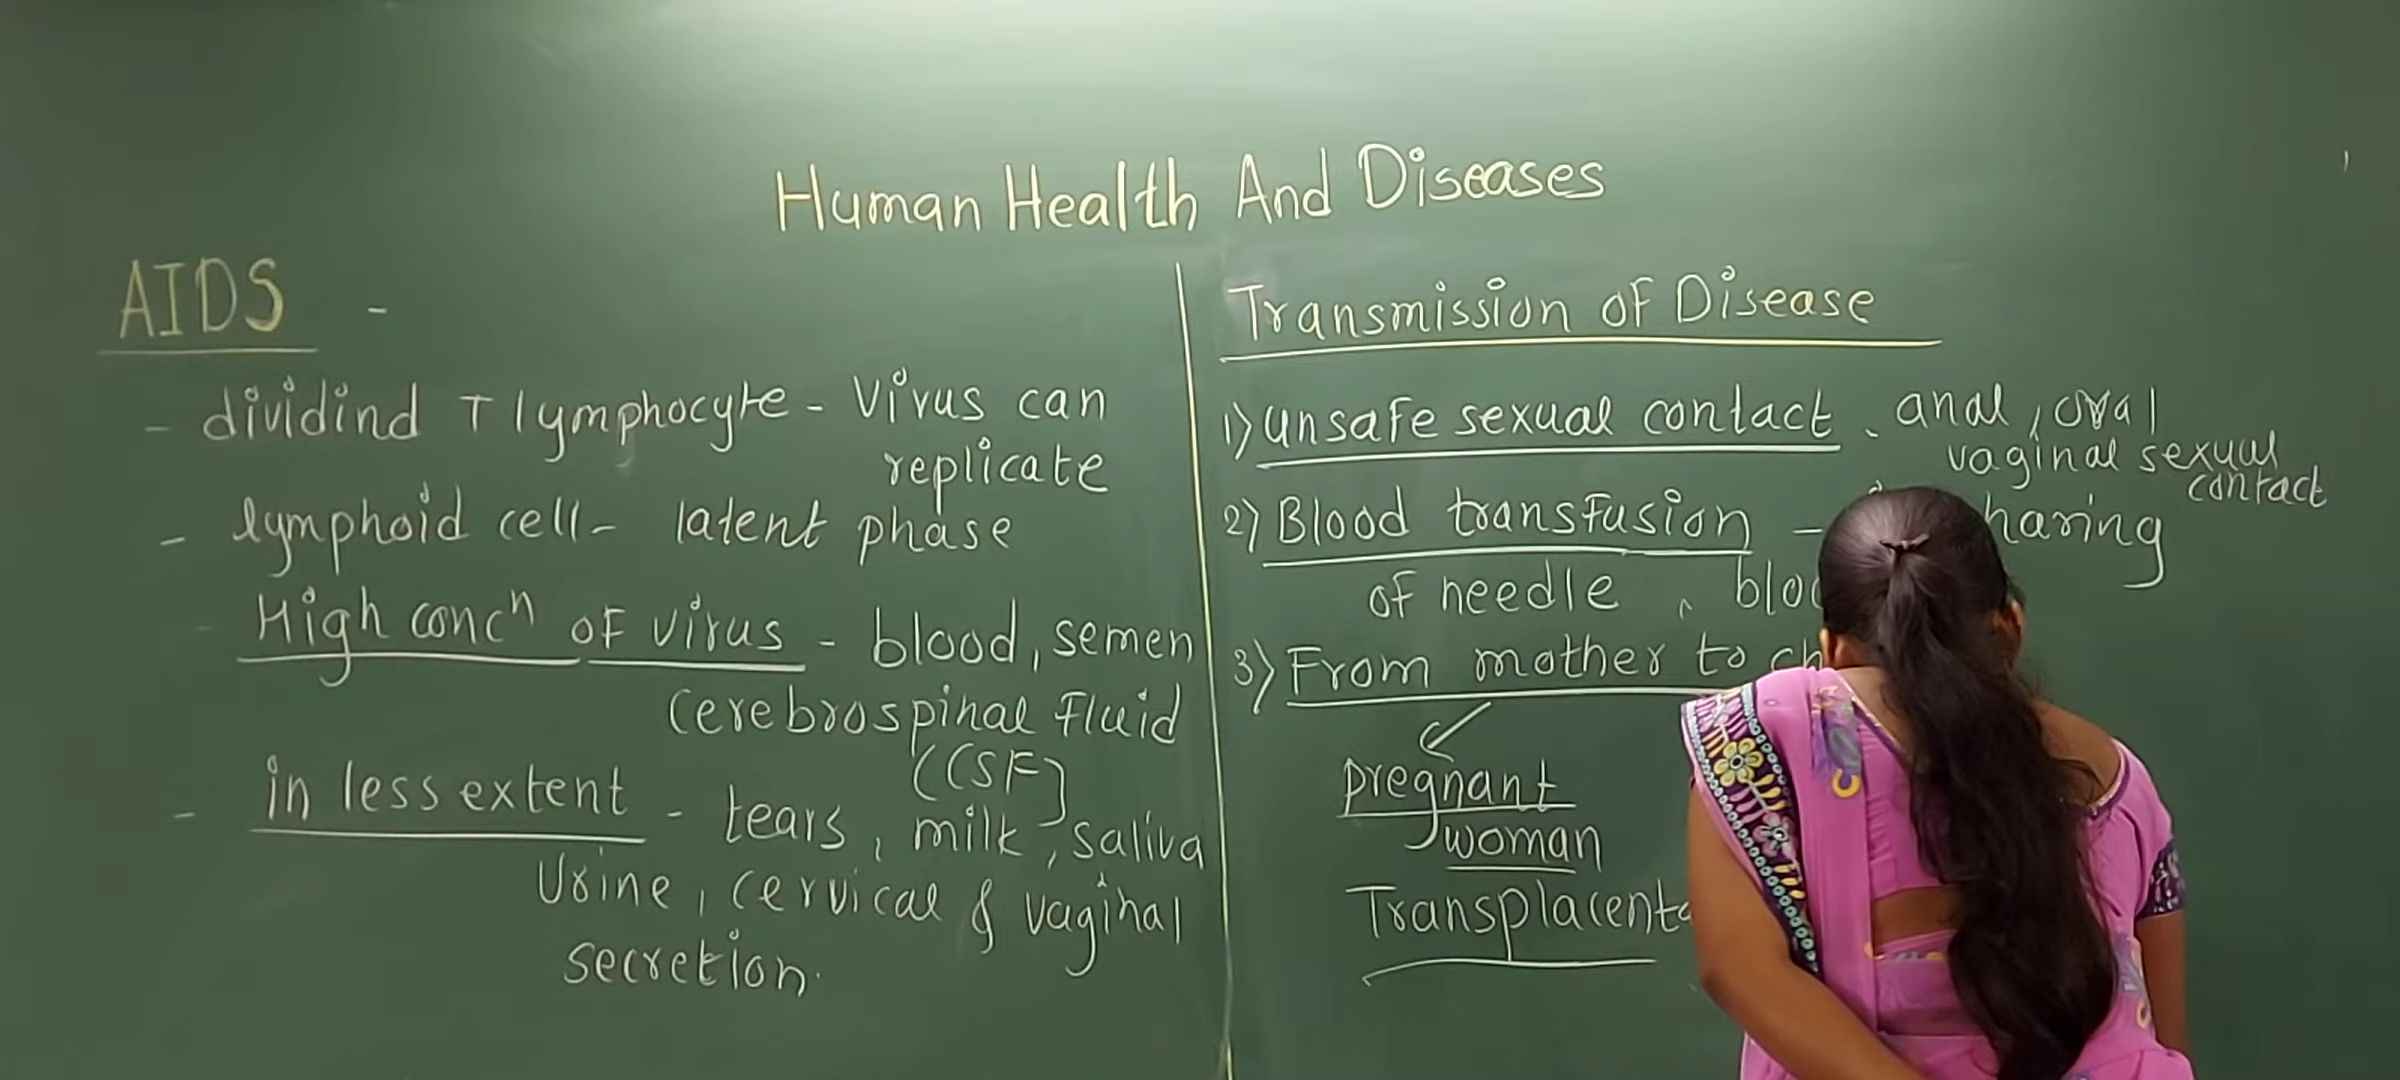 Human Health And Diseases
AIDS -
- dividind T lymphocyte - Virus can
replicate
- lymphoid cell - latent phase
- High concn of virus - blood, semen
Cerebrospinal Fluid
(CSF)
- in less extent - tears, milk, saliva
Urine, cervical & vaginal
secretion.
Transmission of Disease
1) unsafe sexual contact - anal, oral
vaginal sexual
contact
2) Blood transfusion -
of needle,
3) From mother to
pregnant
woman